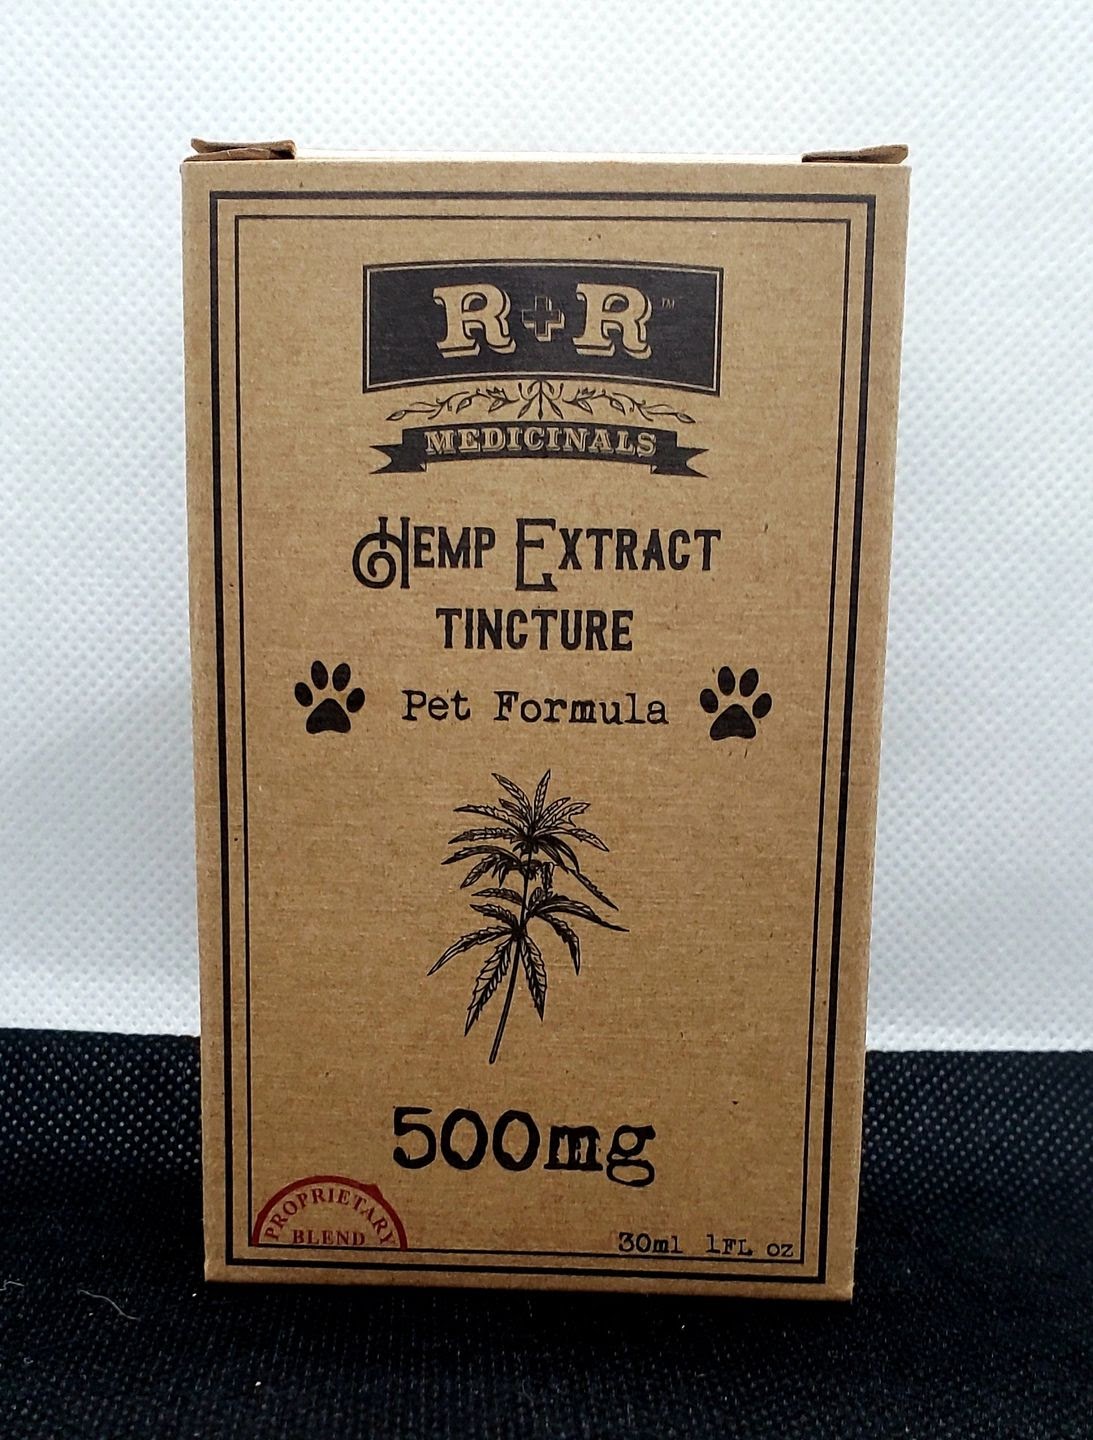 R+R™
MEDICINALS
HEMP EXTRACT
TINCTURE
Pet Formula
500mg
PROPRIETARY
BLEND
30ml 1FL oz